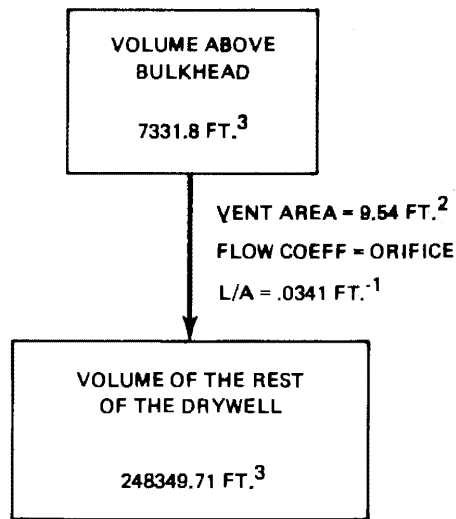 VOLUME ABOVE
BULKHEAD
7331.8 FT.³
VENT AREA = 9.54 FT.²
FLOW COEFF = ORIFICE
L/A = .0341 FT.⁻¹
VOLUME OF THE REST
OF THE DRYWELL
248349.71 FT.³